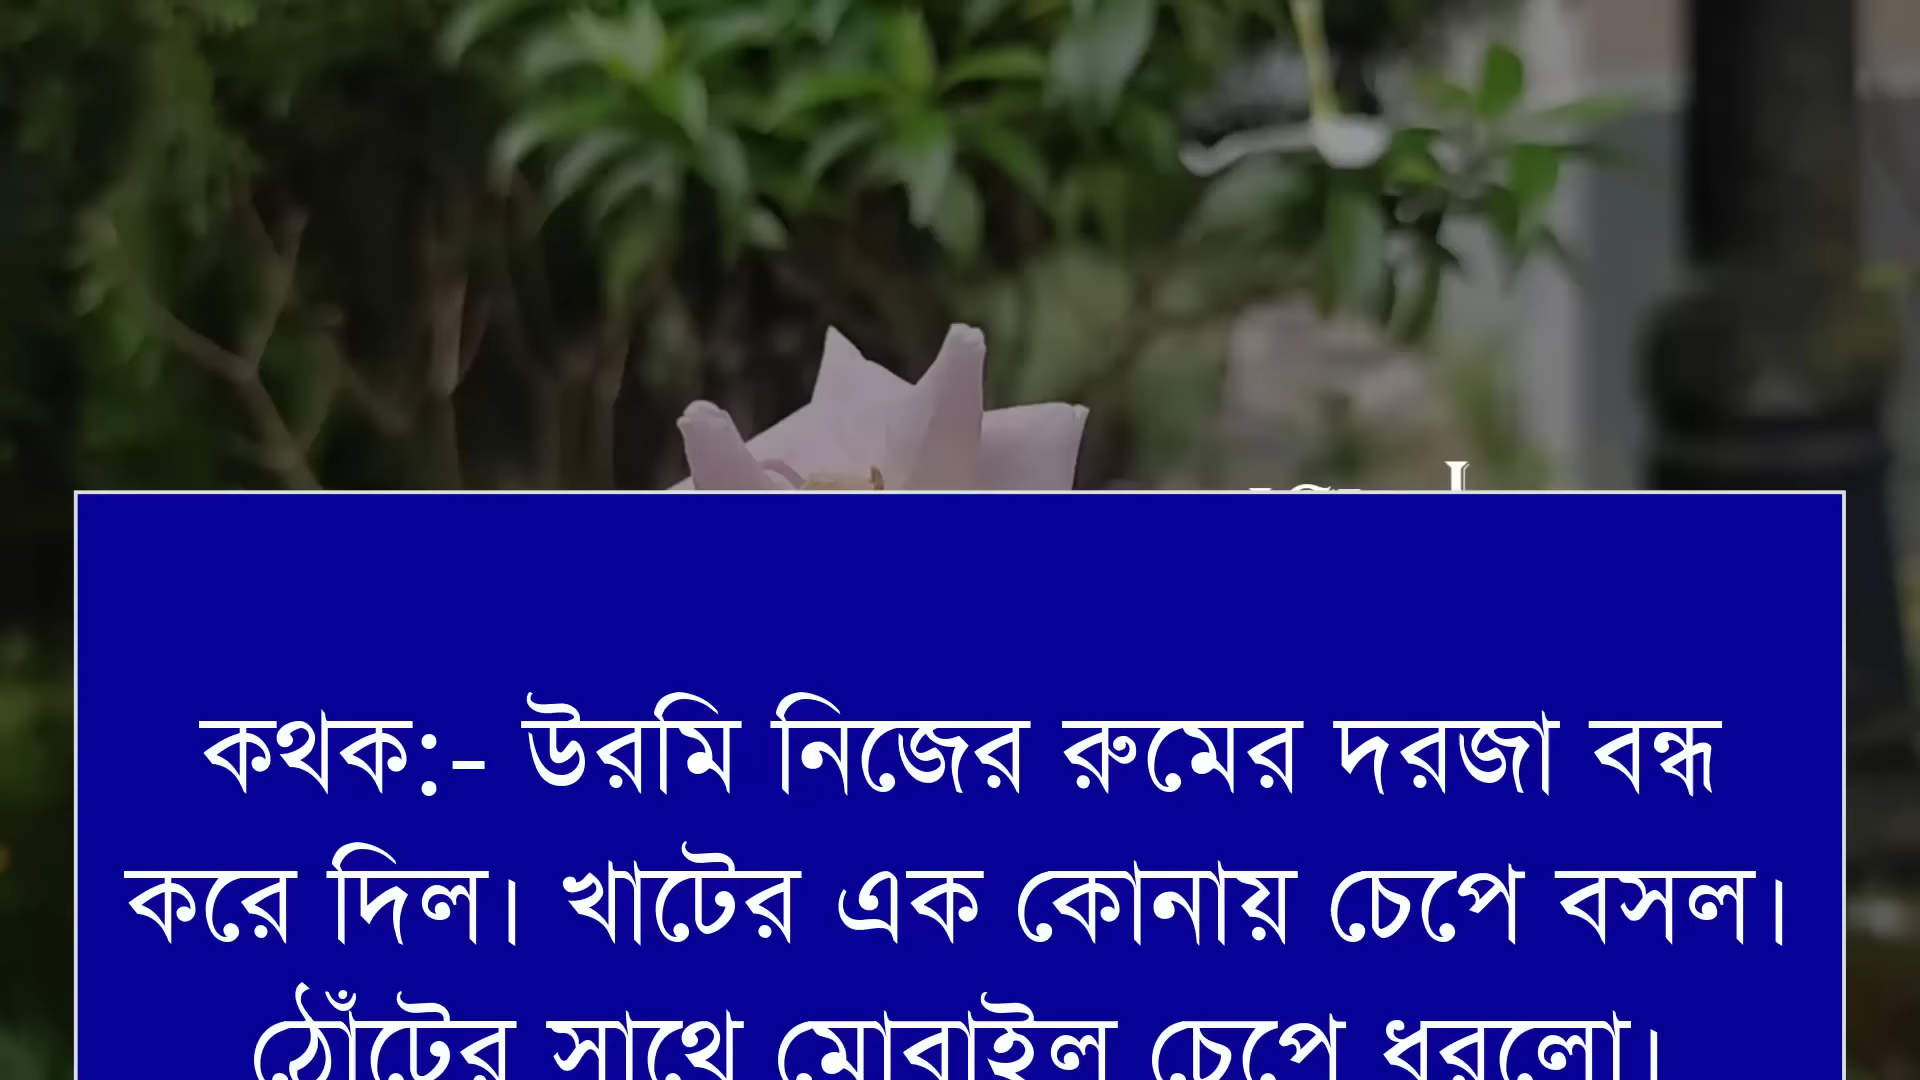 কথক:- উরমি নিজের রুমের দরজা বন্ধ
করে দিল। খাটের এক কোনায় চেপে বসল।
ঠোঁটের সাথে মোবাইল চেপে ধরলো।